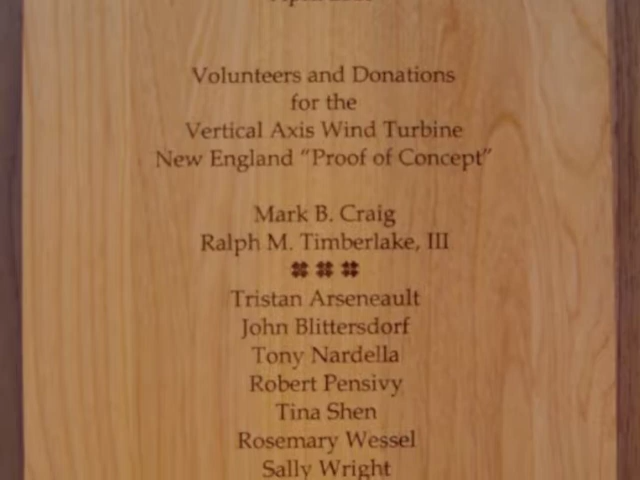 Volunteers and Donations
for the
Vertical Axis Wind Turbine
New England “Proof of Concept”
Mark B. Craig
Ralph M. Timberlake, III
Tristan Arseneault
John Blittersdorf
Tony Nardella
Robert Pensivy
Tina Shen
Rosemary Wessel
Sally Wright